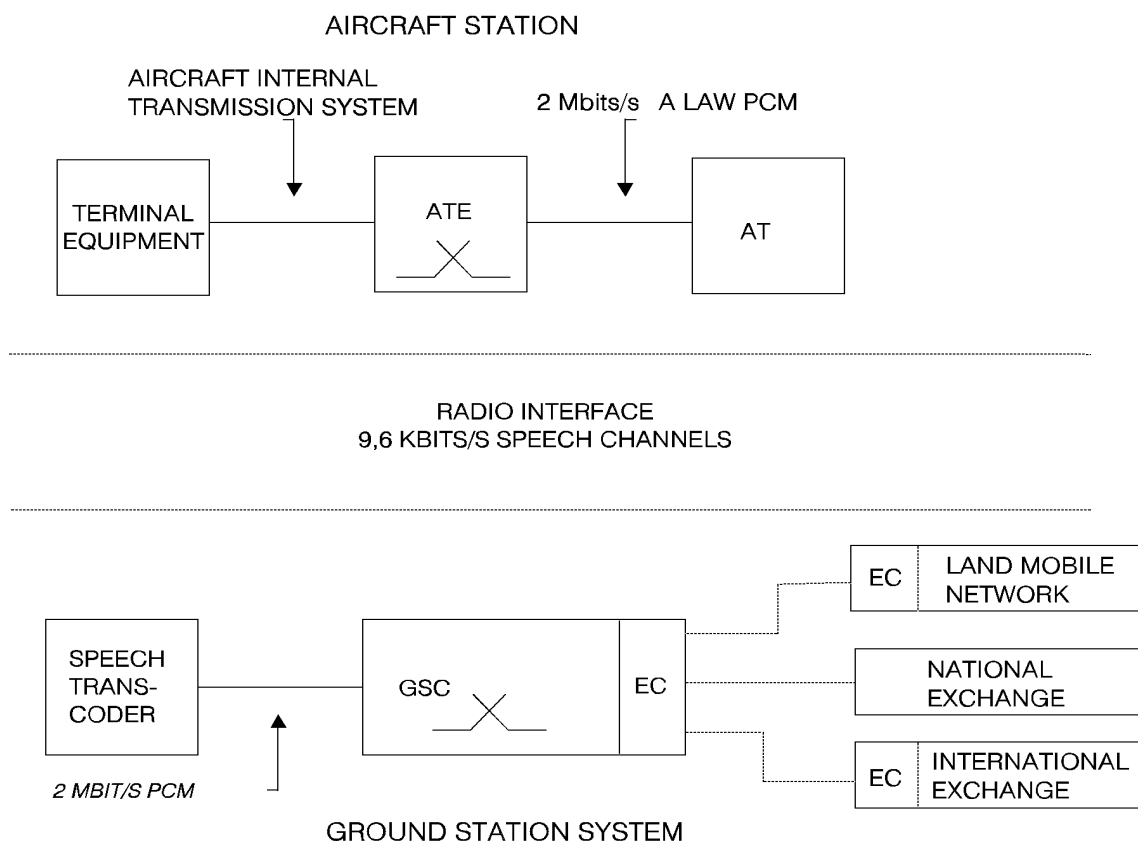 AIRCRAFT STATION
AIRCRAFT INTERNAL
TRANSMISSION SYSTEM
2 Mbits/s A LAW PCM
TERMINAL
EQUIPMENT
ATE
AT
RADIO INTERFACE
9,6 KBITS/S SPEECH CHANNELS
EC
LAND MOBILE
NETWORK
SPEECH
TRANS-
CODER
GSC
EC
NATIONAL
EXCHANGE
EC
INTERNATIONAL
EXCHANGE
2 MBIT/S PCM
GROUND STATION SYSTEM